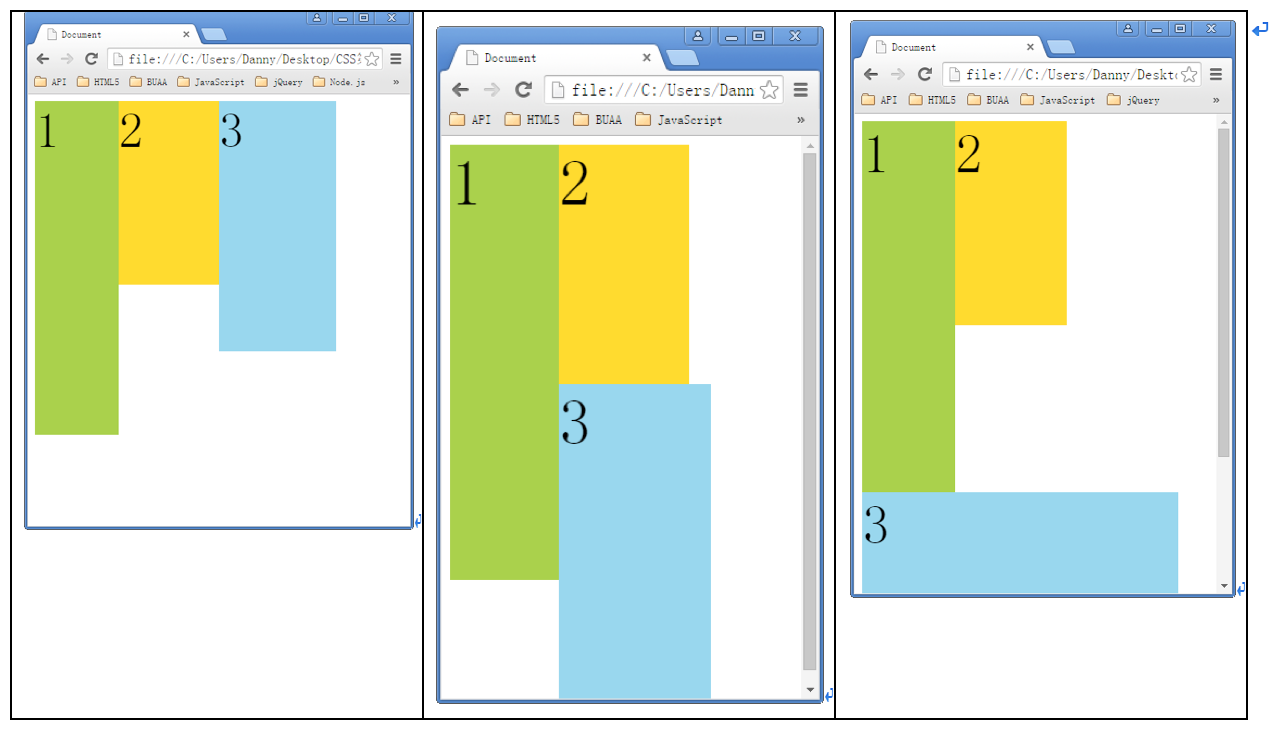 Document
file:///C:/Users/Danny/Desktop/CSS
API HTML5 BUAA JavaScript jQuery Node.js »
1 2 3
Document
file:///C:/Users/Dann
API HTML5 BUAA JavaScript »
1 2
3
Document
file:///C:/Users/Danny/Deskt
API HTML5 BUAA JavaScript jQuery »
1 2
3